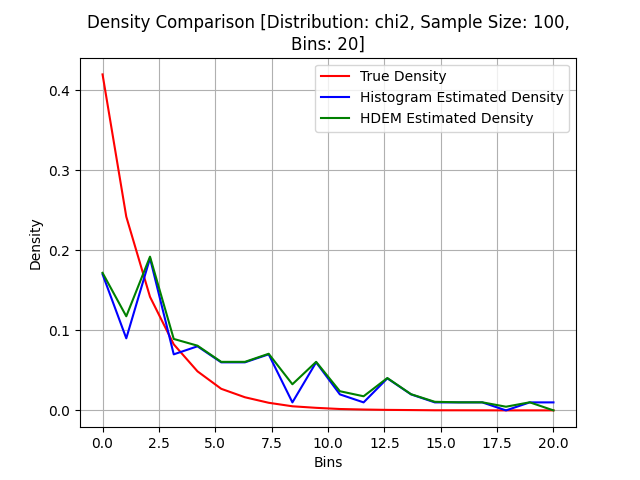 Density Comparison [Distribution: chi2, Sample Size: 100,
Bins: 20]
True Density
Histogram Estimated Density
HDEM Estimated Density
Density
0.4
0.3
0.2
0.1
0.0
0.0 2.5 5.0 7.5 10.0 12.5 15.0 17.5 20.0
Bins